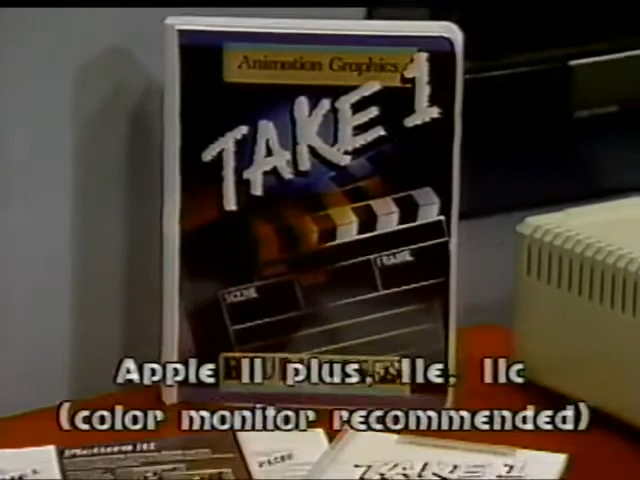 Animation Graphics
TAKE 1
SCENE
FRAME
Apple II plus, IIe, IIc
(color monitor recommended)
TAKE 1